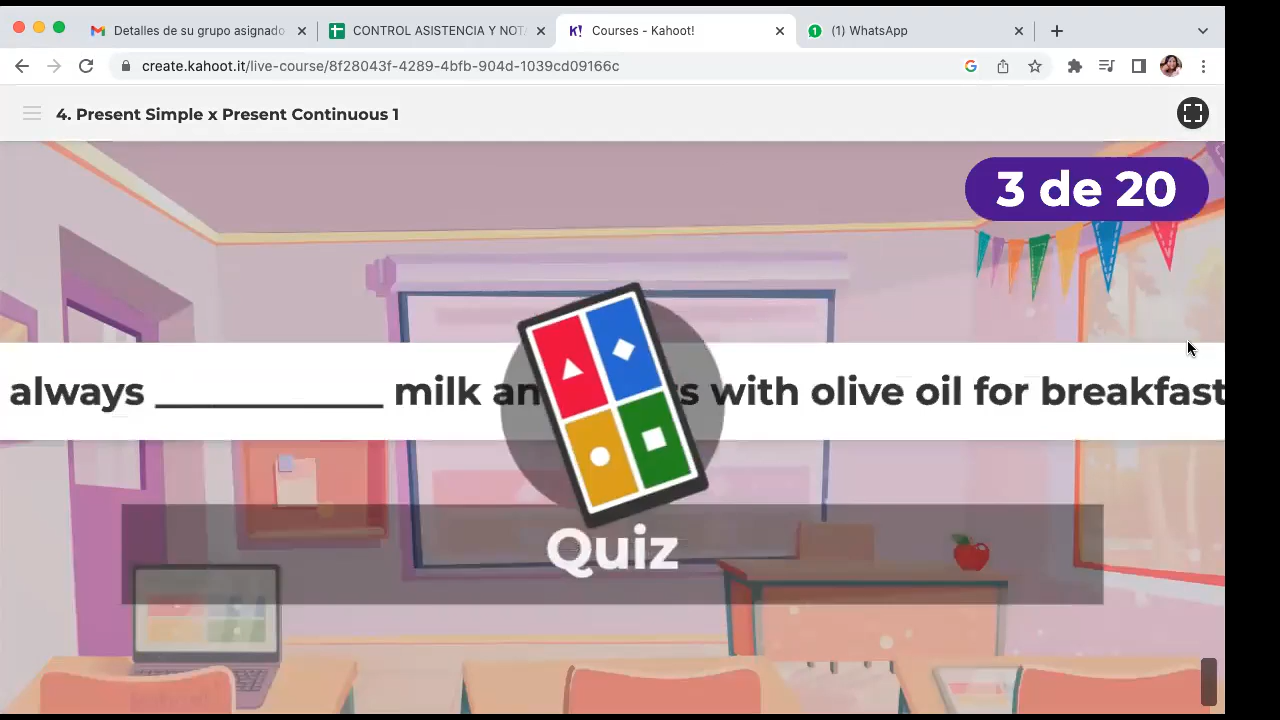 Detalles de su grupo asignado
CONTROL ASISTENCIA Y NOT
K! Courses - Kahoot!
1 (1) WhatsApp
create.kahoot.it/live-course/8f28043f-4289-4bfb-904d-1039cd09166c
4. Present Simple x Present Continuous 1
3 de 20
always ___________ milk an s with olive oil for breakfast
Quiz